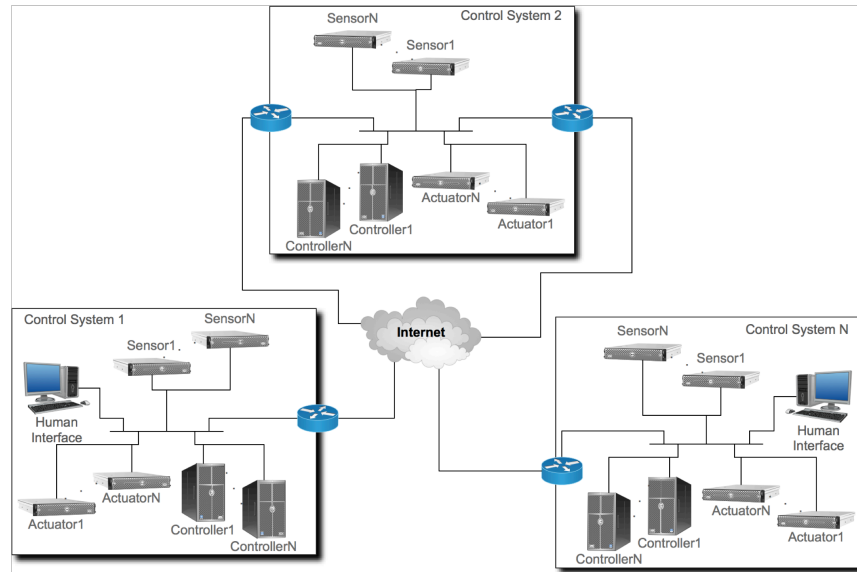 Control System 2
SensorN
Sensor1
ControllerN
Controller1
ActuatorN
Actuator1
Internet
Control System 1
SensorN
Sensor1
Human
Interface
Actuator1
ActuatorN
Controller1
ControllerN
Control System N
SensorN
Sensor1
Human
Interface
ControllerN
Controller1
ActuatorN
Actuator1